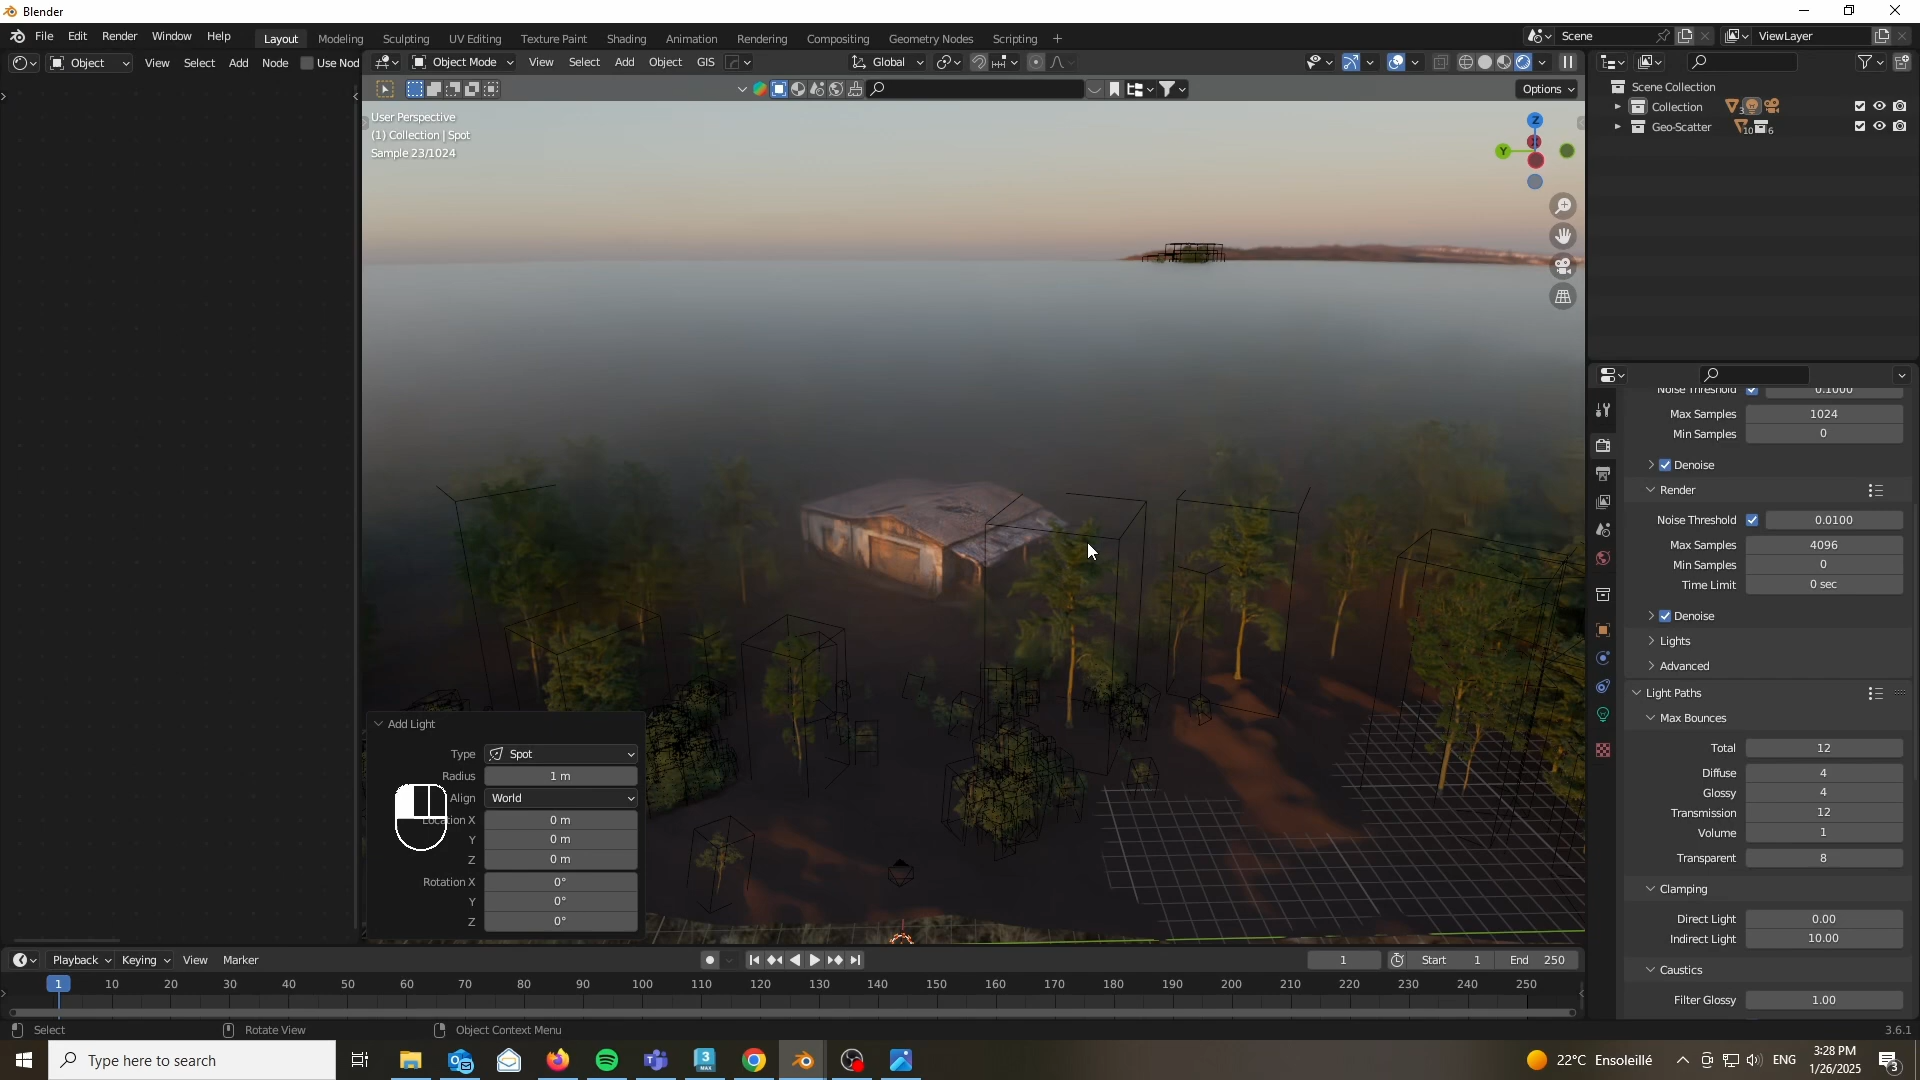 Blender
File Edit Render Window Help Layout Modeling Sculpting UV Editing Texture Paint Shading Animation Rendering Compositing Geometry Nodes Scripting + Scene ViewLayer
Object View Select Add Node Use Nod Object Mode View Select Add Object GIS Global
Options
User Perspective
(1) Collection | Spot
Sample 23/1024
Z
Y
Scene Collection
Collection 3
Geo-Scatter 10 6
Noise Threshold 0.1000
Max Samples 1024
Min Samples 0
Denoise
Render
Noise Threshold 0.0100
Max Samples 4096
Min Samples 0
Time Limit 0 sec
Denoise
Lights
Advanced
Light Paths
Max Bounces
Total 12
Diffuse 4
Glossy 4
Transmission 12
Volume 1
Transparent 8
Clamping
Direct Light 0.00
Indirect Light 10.00
Caustics
Filter Glossy 1.00
Add Light
Type Spot
Radius 1 m
Align World
Location X 0 m
Y 0 m
Z 0 m
Rotation X 0°
Y 0°
Z 0°
Playback Keying View Marker 1 Start 1 End 250
1 10 20 30 40 50 60 70 80 90 100 110 120 130 140 150 160 170 180 190 200 210 220 230 240 250
Select Rotate View Object Context Menu 3.6.1
Type here to search 22°C Ensoleillé ENG 3:28 PM
1/26/2025 3